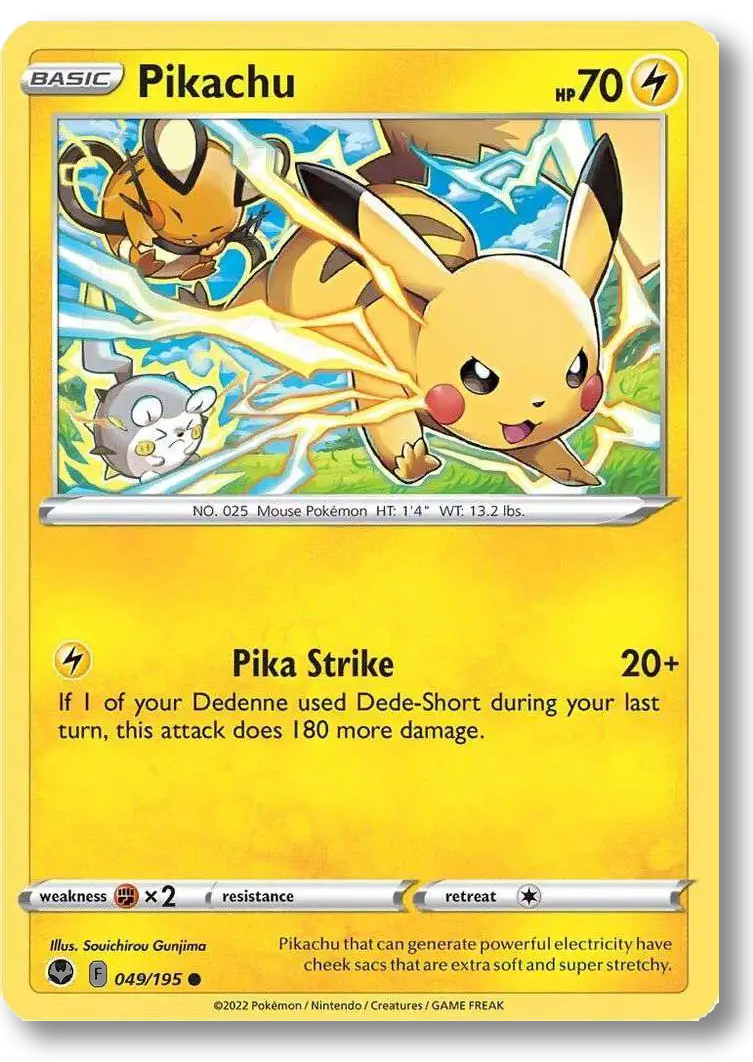 BASIC Pikachu HP70
NO. 025 Mouse Pokémon HT: 1'4" WT: 13.2 lbs.
Pika Strike 20+
If 1 of your Dedenne used Dede-Short during your last
turn, this attack does 180 more damage.
weakness ×2 resistance retreat
Illus. Souichirou Gunjima
Pikachu that can generate powerful electricity have
cheek sacs that are extra soft and super stretchy.
F 049/195
©2022 Pokémon / Nintendo / Creatures / GAME FREAK